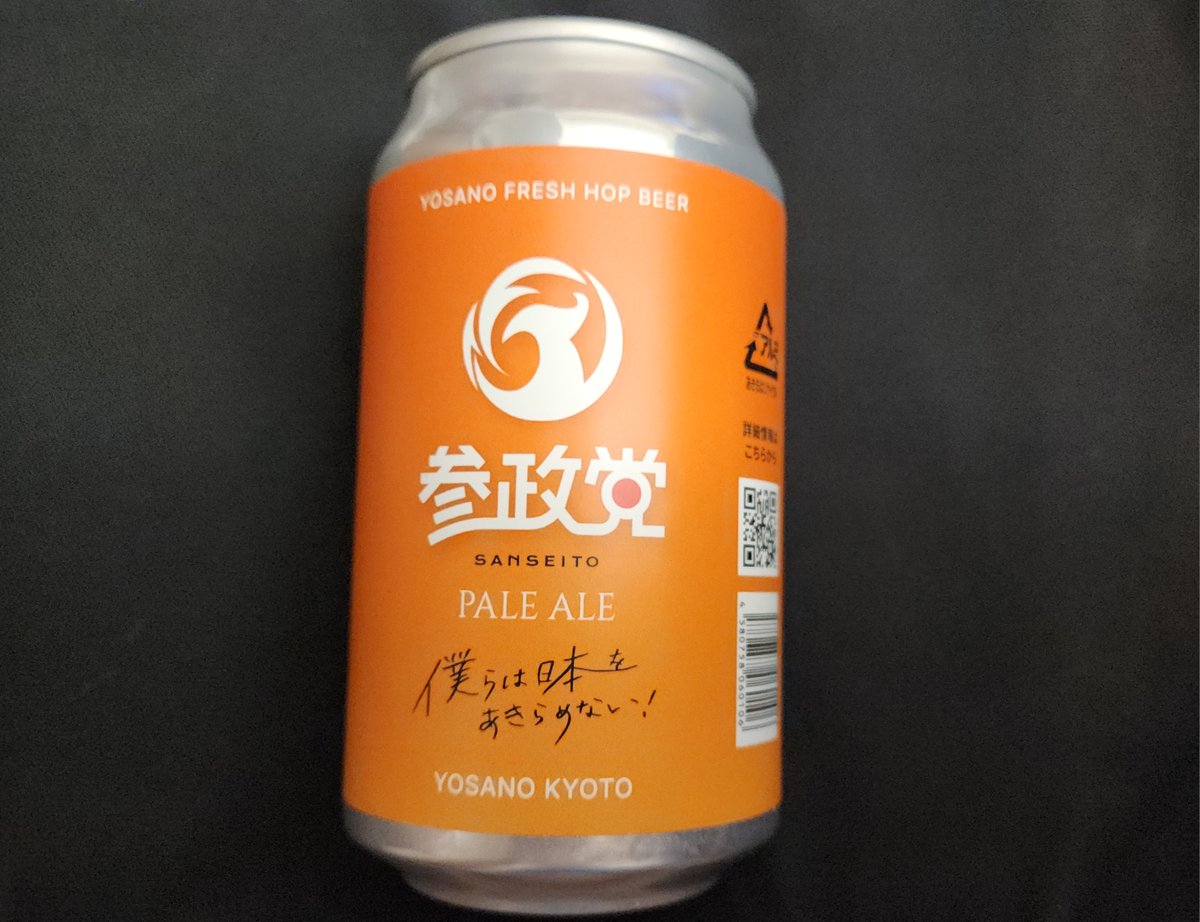 YOSANO FRESH HOP BEER
参政党
SANSEITO
PALE ALE
僕らは日本を
あきらめない!
YOSANO KYOTO
アルミ
詳細情報は
こちらから
4580758060106